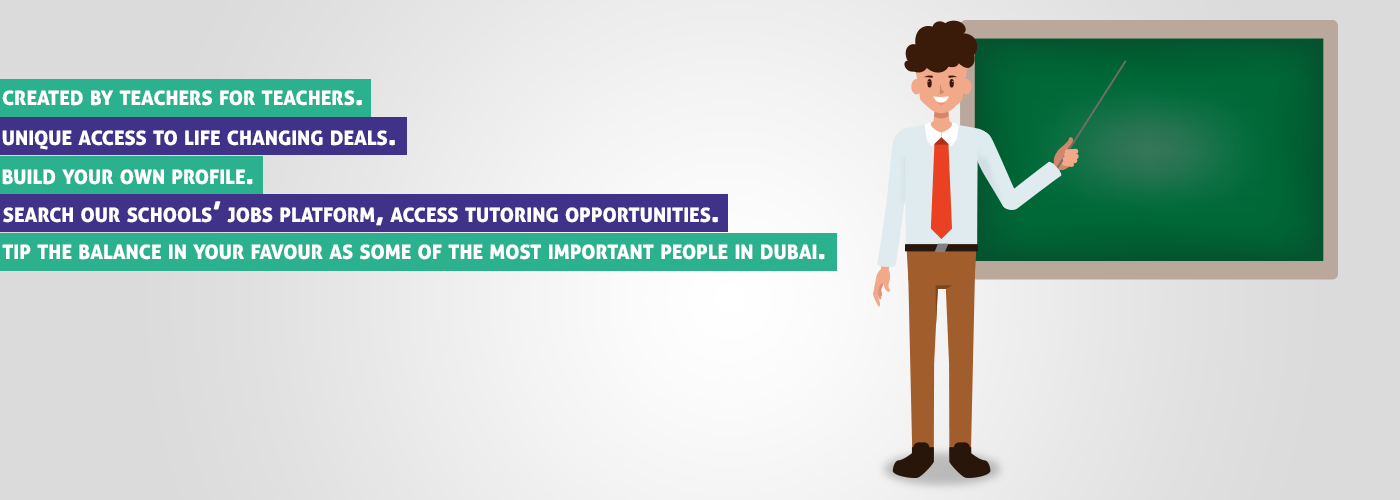 CREATED BY TEACHERS FOR TEACHERS.
UNIQUE ACCESS TO LIFE CHANGING DEALS.
BUILD YOUR OWN PROFILE.
SEARCH OUR SCHOOLS' JOBS PLATFORM, ACCESS TUTORING OPPORTUNITIES.
TIP THE BALANCE IN YOUR FAVOUR AS SOME OF THE MOST IMPORTANT PEOPLE IN DUBAI.